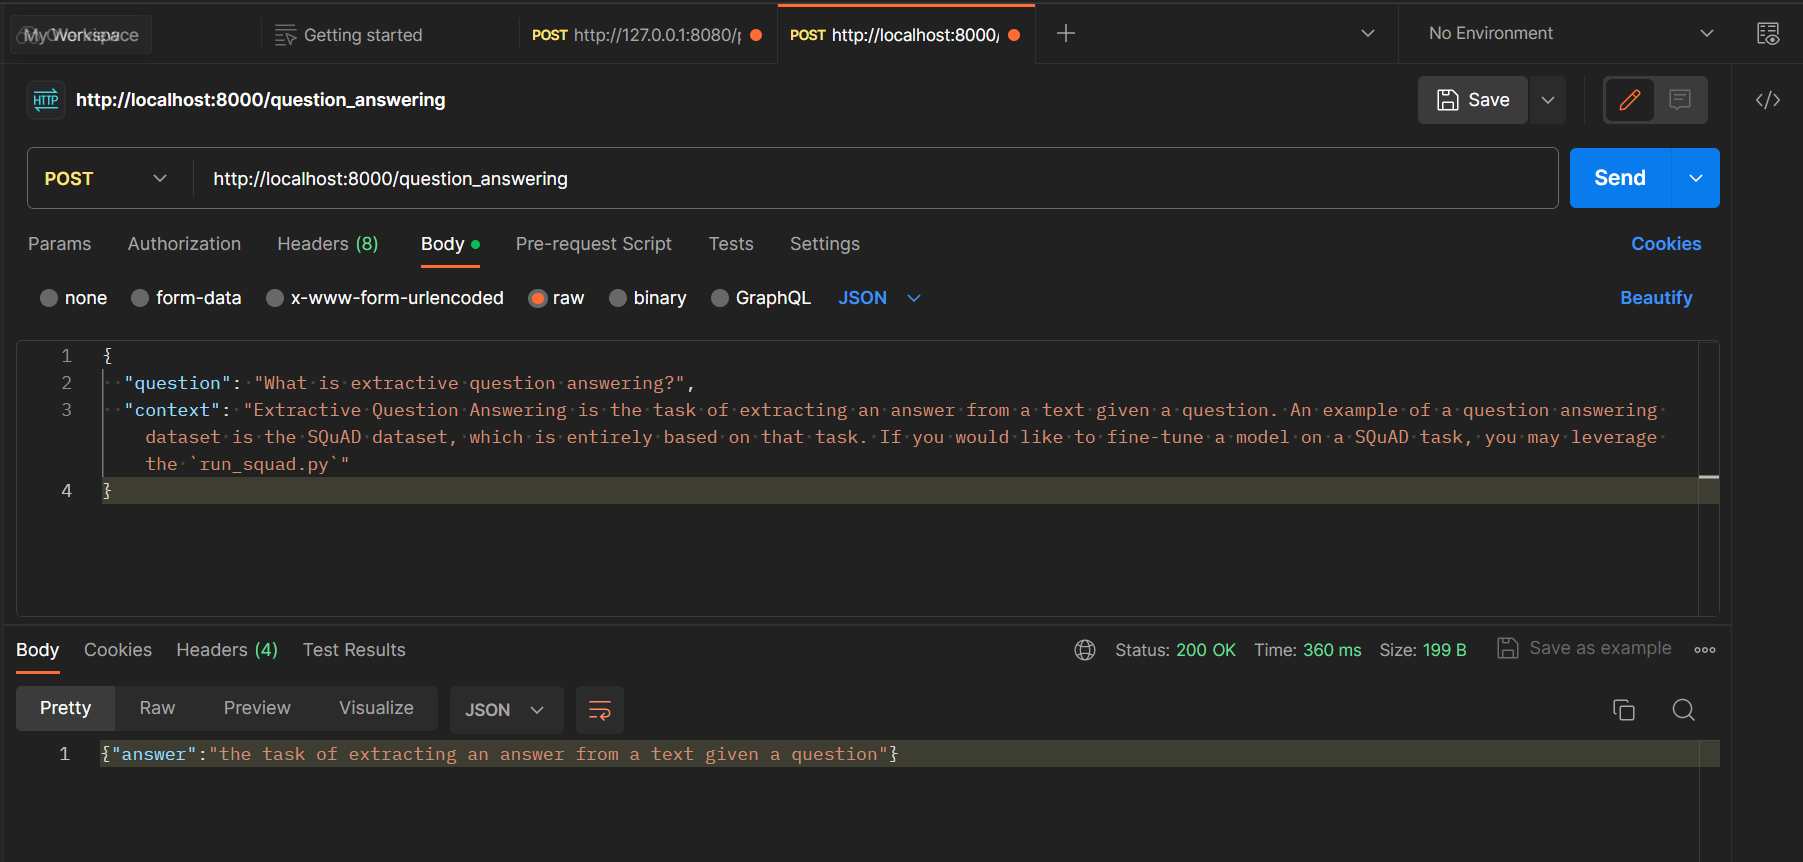 My Workspace
Overview
Getting started
POST http://127.0.0.1:8080/p
POST http://localhost:8000/
No Environment
HTTP
http://localhost:8000/question_answering
Save
POST
http://localhost:8000/question_answering
Send
Params Authorization Headers (8) Body Pre-request Script Tests Settings Cookies
none form-data x-www-form-urlencoded raw binary GraphQL JSON Beautify
1 {
2 "question": "What is extractive question answering?",
3 "context": "Extractive Question Answering is the task of extracting an answer from a text given a question. An example of a question answering
dataset is the SQuAD dataset, which is entirely based on that task. If you would like to fine-tune a model on a SQuAD task, you may leverage
the `run_squad.py`"
4 }
Body Cookies Headers (4) Test Results Status: 200 OK Time: 360 ms Size: 199 B Save as example
Pretty Raw Preview Visualize JSON
1 {"answer":"the task of extracting an answer from a text given a question"}